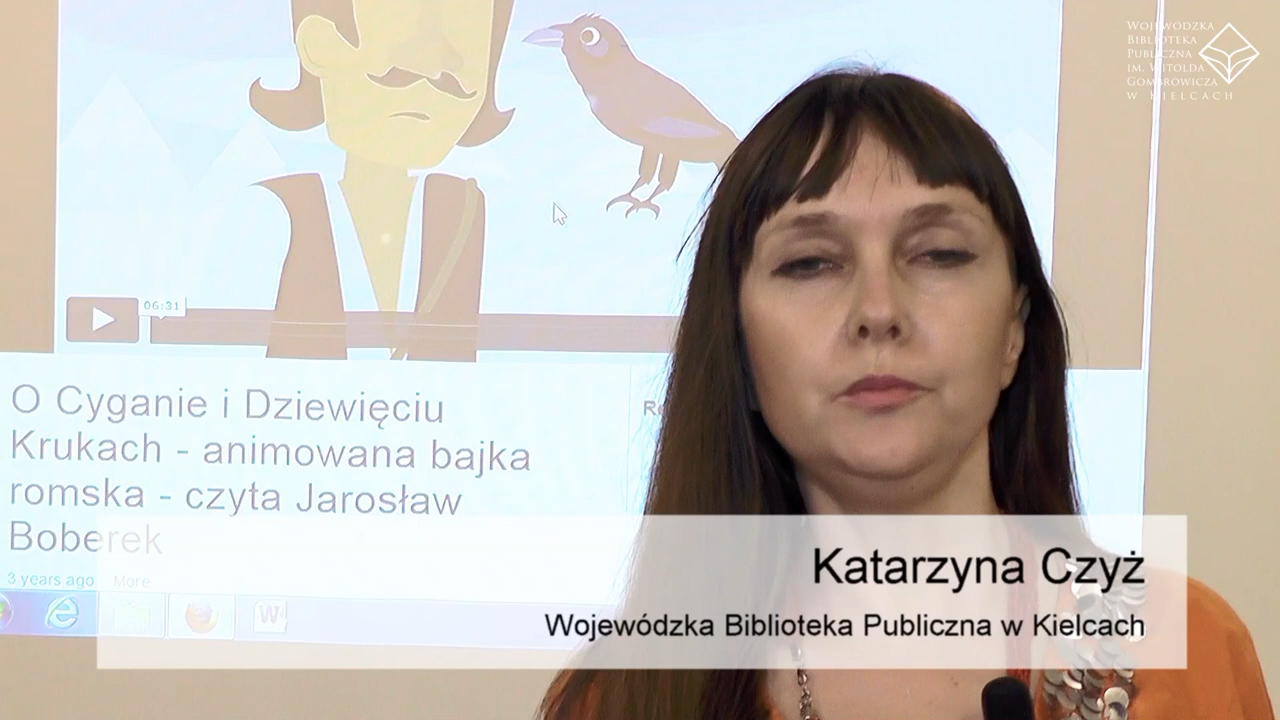 WOJEWÓDZKA
BIBLIOTEKA
PUBLICZNA
IM. WITOLDA
GOMBROWICZA
W KIELCACH
06:31
O Cyganie i Dziewięciu
Krukach - animowana bajka
romska - czyta Jarosław
Boberek
3 years ago More
W
Katarzyna Czyż
Wojewódzka Biblioteka Publiczna w Kielcach